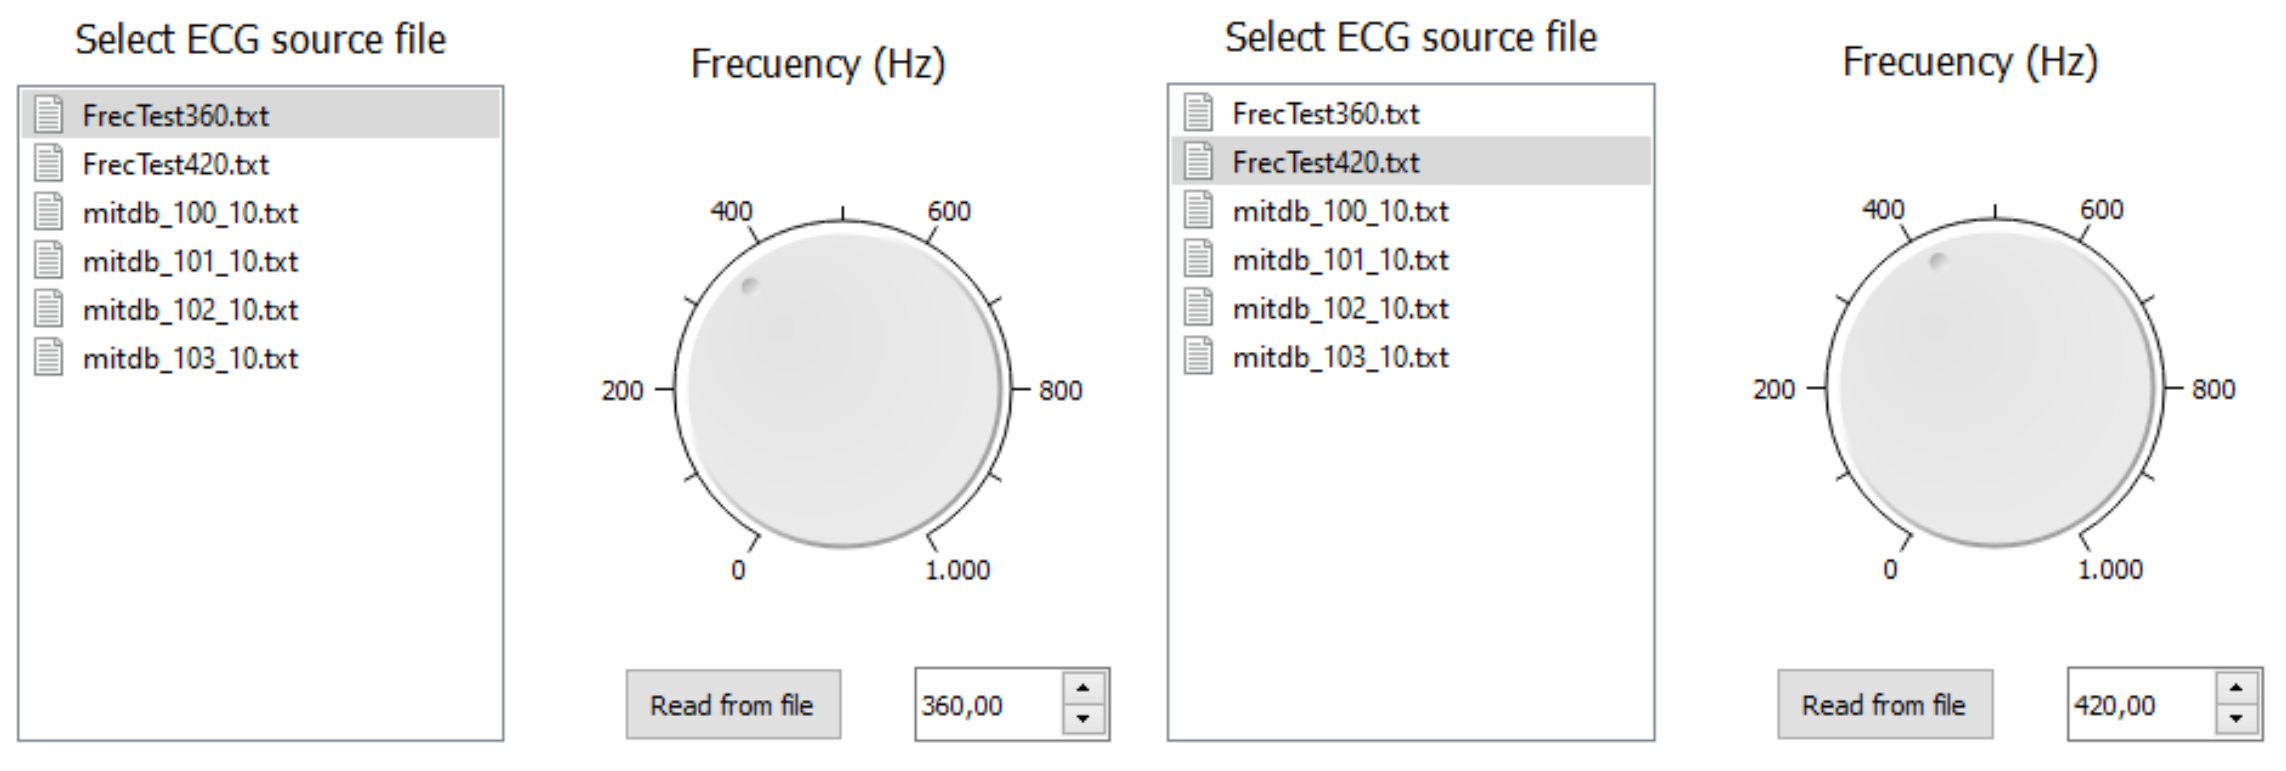 Select ECG source file
FrecTest360.txt
FrecTest420.txt
mitdb_100_10.txt
mitdb_101_10.txt
mitdb_102_10.txt
mitdb_103_10.txt
Frecuency (Hz)
400
600
200
800
0
1.000
Read from file
360,00
Select ECG source file
FrecTest360.txt
FrecTest420.txt
mitdb_100_10.txt
mitdb_101_10.txt
mitdb_102_10.txt
mitdb_103_10.txt
Frecuency (Hz)
400
600
200
800
0
1.000
Read from file
420,00